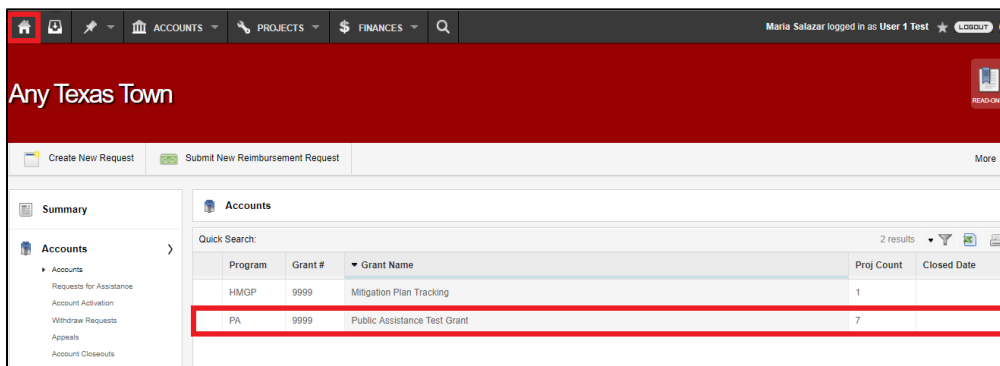 ACCOUNTS PROJECTS $ FINANCES Maria Salazar logged in as User 1 Test LOGOUT
Any Texas Town
Create New Request Submit New Reimbursement Request More
Summary
Accounts
Accounts
Requests for Assistance
Account Activation
Withdraw Requests
Appeals
Account Closeouts
Accounts
Quick Search: 2 results
Program Grant # Grant Name Proj Count Closed Date
HMGP 9999 Mitigation Plan Tracking 1
PA 9999 Public Assistance Test Grant 7